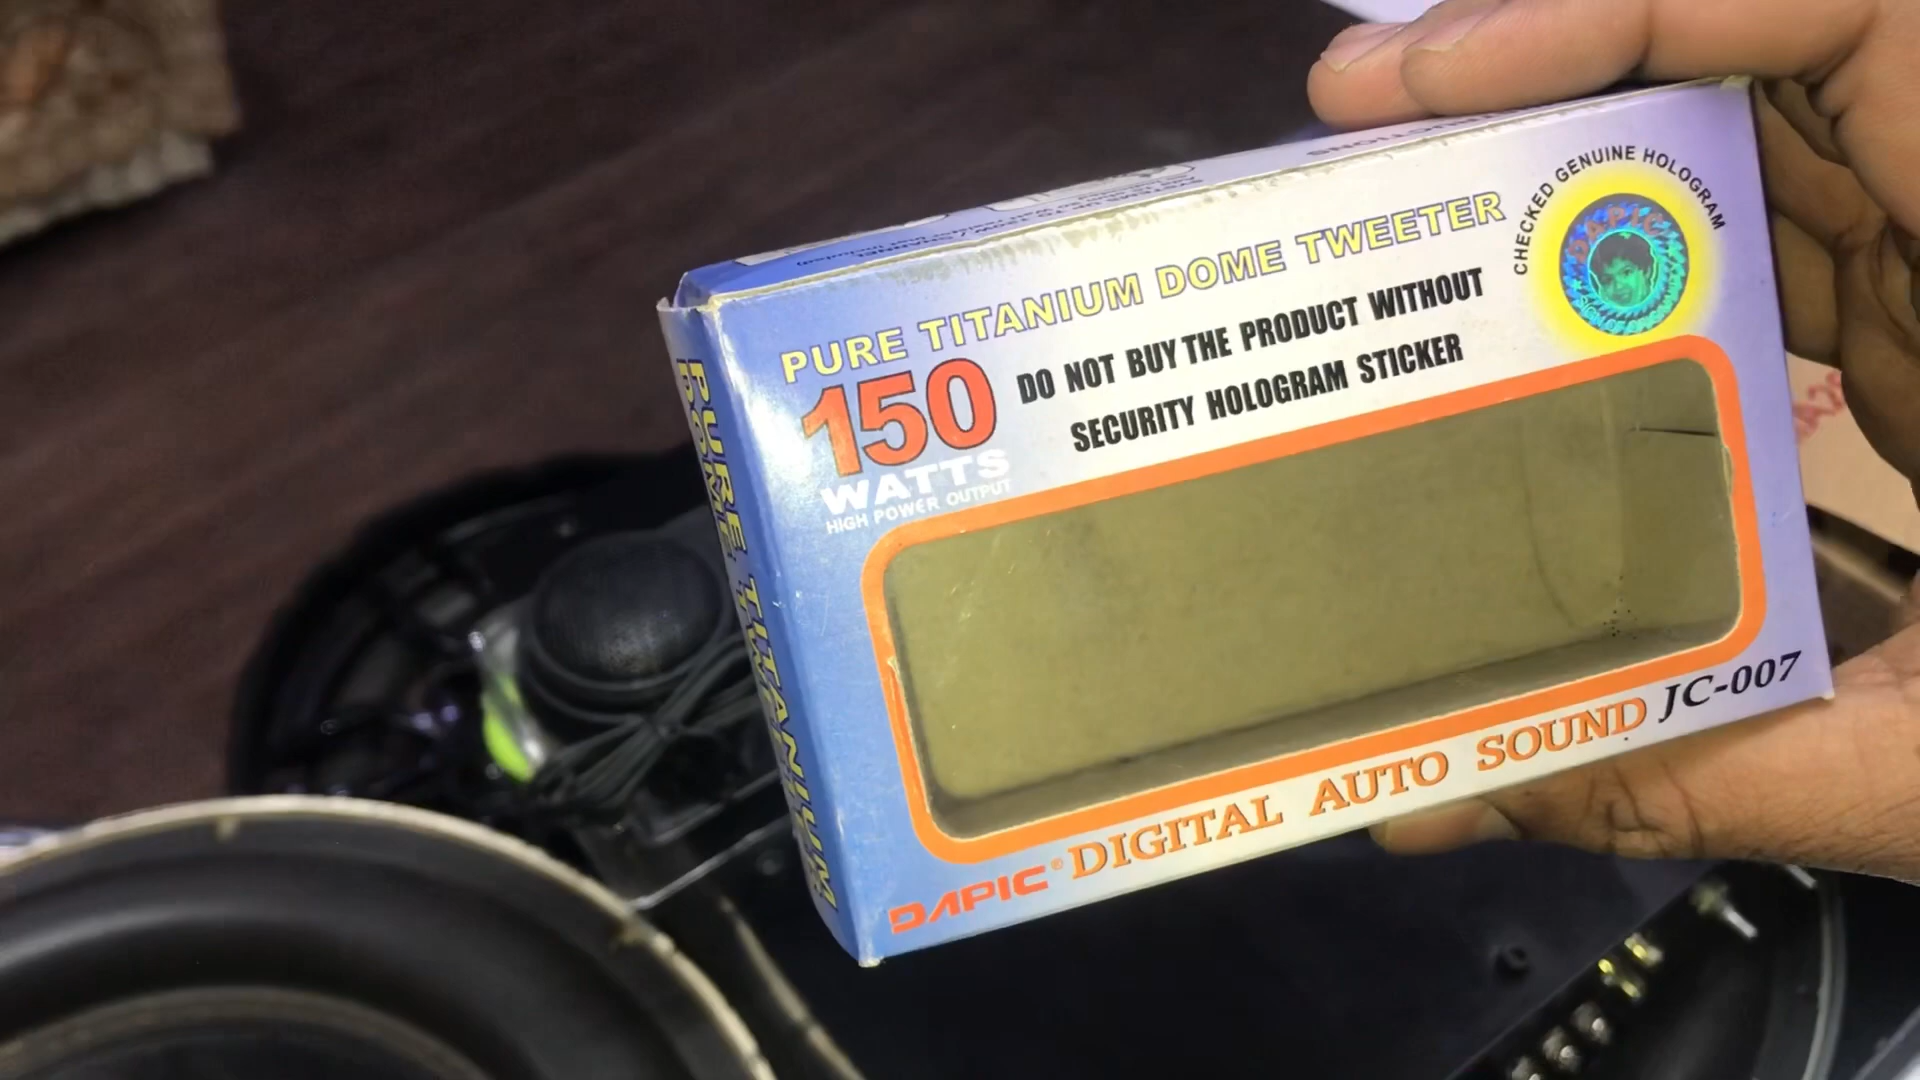 CHECKED GENUINE HOLOGRAM
DAPIC
PURE TITANIUM DOME TWEETER
150
WATTS
HIGH POWER OUTPUT
DO NOT BUY THE PRODUCT WITHOUT
SECURITY HOLOGRAM STICKER
PURE TITANIUM
DAPIC® DIGITAL AUTO SOUND JC-007